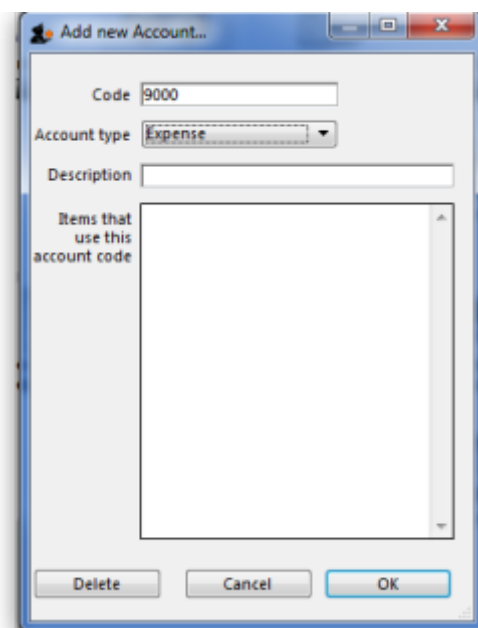 Add new Account...
Code 9000
Account type Expense
Description
Items that
use this
account code
Delete Cancel OK